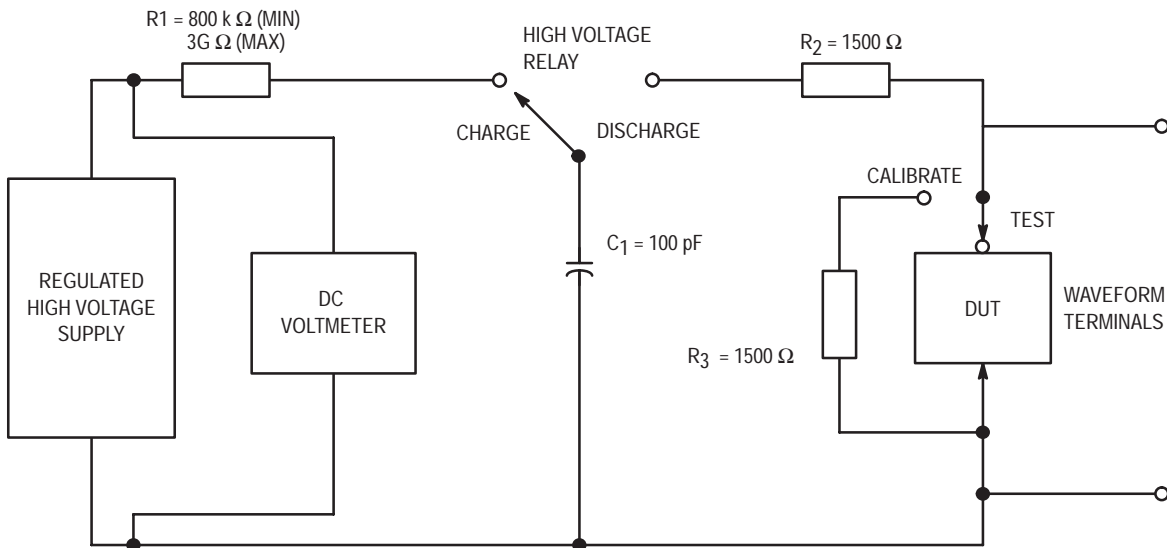 R1 = 800 k Ω (MIN)
3G Ω (MAX)
HIGH VOLTAGE
RELAY
R2 = 1500 Ω
CHARGE
DISCHARGE
CALIBRATE
TEST
C1 = 100 pF
REGULATED
HIGH VOLTAGE
SUPPLY
DC
VOLTMETER
R3 = 1500 Ω
DUT
WAVEFORM
TERMINALS